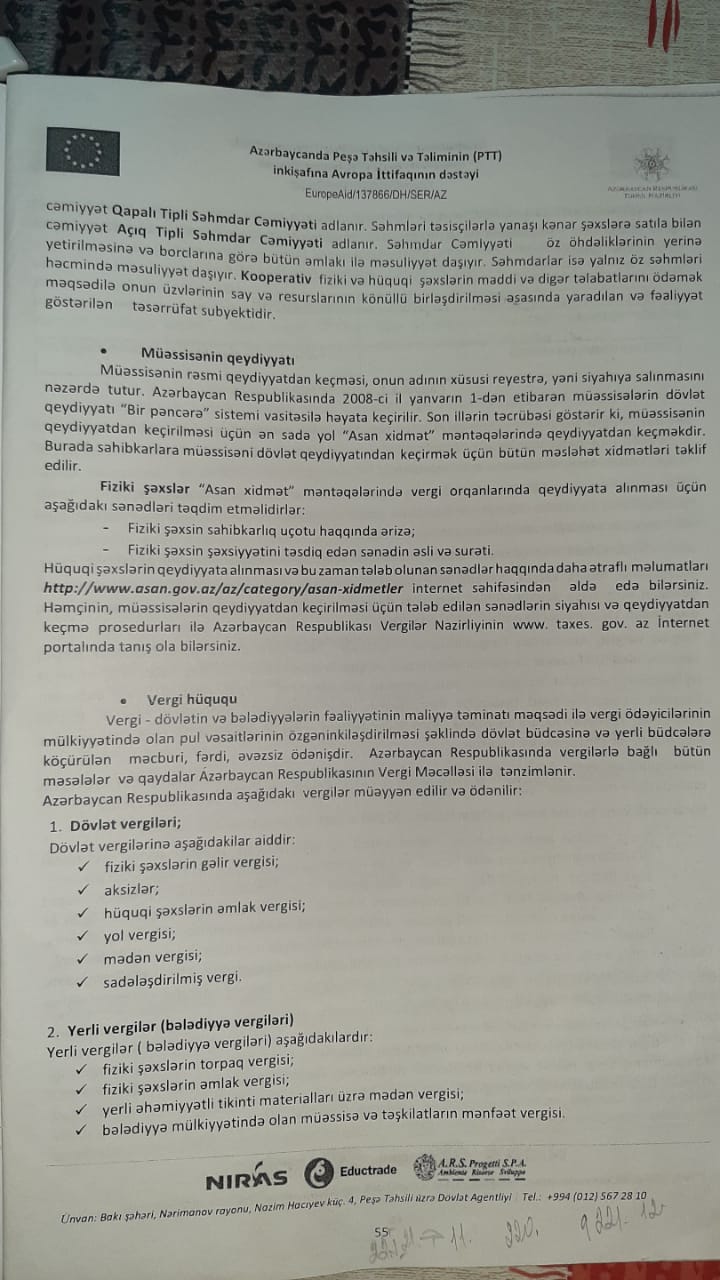 Azərbaycanda Peşə Təhsili və Təliminin (PTT)
inkişafına Avropa İttifaqının dəstəyi
EuropeAid/137866/DH/SER/AZ
AZƏRBAYCAN RESPUBLİKASI
TƏHSİL NAZİRLİYİ
cəmiyyət Qapalı Tipli Səhmdar Cəmiyyəti adlanır. Səhmləri təsisçilərlə yanaşı kənar şəxslərə satıla bilən
cəmiyyət Açıq Tipli Səhmdar Cəmiyyəti adlanır. Səhmdar Cəmiyyəti öz öhdəliklərinin yerinə
yetirilməsinə və borclarına görə bütün əmlakı ilə məsuliyyət daşıyır. Səhmdarlar isə yalnız öz səhmləri
həcmində məsuliyyət daşıyır. Kooperativ fiziki və hüquqi şəxslərin maddi və digər tələbatlarını ödəmək
məqsədilə onun üzvlərinin say və resurslarının könüllü birləşdirilməsi əsasında yaradılan və fəaliyyət
göstərilən təsərrüfat subyektidir.
• Müəssisənin qeydiyyatı
Müəssisənin rəsmi qeydiyyatdan keçməsi, onun adının xüsusi reyestrə, yəni siyahıya salınmasını
nəzərdə tutur. Azərbaycan Respublikasında 2008-ci il yanvarın 1-dən etibarən müəssisələrin dövlət
qeydiyyatı "Bir pəncərə" sistemi vasitəsilə həyata keçirilir. Son illərin təcrübəsi göstərir ki, müəssisənin
qeydiyyatdan keçirilməsi üçün ən sadə yol "Asan xidmət" məntəqələrində qeydiyyatdan keçməkdir.
Burada sahibkarlara müəssisəni dövlət qeydiyyatından keçirmək üçün bütün məsləhət xidmətləri təklif
edilir.
Fiziki şəxslər "Asan xidmət" məntəqələrində vergi orqanlarında qeydiyyata alınması üçün
aşağıdakı sənədləri təqdim etməlidirlər:
- Fiziki şəxsin sahibkarlıq uçotu haqqında ərizə;
- Fiziki şəxsin şəxsiyyətini təsdiq edən sənədin əsli və surəti.
Hüquqi şəxslərin qeydiyyata alınması və bu zaman tələb olunan sənədlər haqqında daha ətraflı məlumatları
http://www.asan.gov.az/az/category/asan-xidmetler internet səhifəsindən əldə edə bilərsiniz.
Həmçinin, müəssisələrin qeydiyyatdan keçirilməsi üçün tələb edilən sənədlərin siyahısı və qeydiyyatdan
keçmə prosedurları ilə Azərbaycan Respublikası Vergilər Nazirliyinin www. taxes. gov. az İnternet
portalında tanış ola bilərsiniz.
• Vergi hüququ
Vergi - dövlətin və bələdiyyələrin fəaliyyətinin maliyyə təminatı məqsədi ilə vergi ödəyicilərinin
mülkiyyətində olan pul vəsaitlərinin özgəninkiləşdirilməsi şəklində dövlət büdcəsinə və yerli büdcələrə
köçürülən məcburi, fərdi, əvəzsiz ödənişdir. Azərbaycan Respublikasında vergilərlə bağlı bütün
məsələlər və qaydalar Azərbaycan Respublikasının Vergi Məcəlləsi ilə tənzimlənir.
Azərbaycan Respublikasında aşağıdakı vergilər müəyyən edilir və ödənilir:
1. Dövlət vergiləri;
Dövlət vergilərinə aşağıdakilar aiddir:
✓ fiziki şəxslərin gəlir vergisi;
✓ aksizlər;
✓ hüquqi şəxslərin əmlak vergisi;
✓ yol vergisi;
✓ mədən vergisi;
✓ sadələşdirilmiş vergi.
2. Yerli vergilər (bələdiyyə vergiləri)
Yerli vergilər ( bələdiyyə vergiləri) aşağıdakılardır:
✓ fiziki şəxslərin torpaq vergisi;
✓ fiziki şəxslərin əmlak vergisi;
✓ yerli əhəmiyyətli tikinti materialları üzrə mədən vergisi;
✓ bələdiyyə mülkiyyətində olan müəssisə və təşkilatların mənfəət vergisi.
NIRAS Eductrade A.R.S. Progetti S.P.A.
Ambiente Risorse Sviluppo
Ünvan: Bakı şəhəri, Nərimanov rayonu, Nazim Hacıyev küç. 4, Peşə Təhsili üzrə Dövlət Agentliyi Tel.: +994 (012) 567 28 10
55
11. 220. 9 221. 12